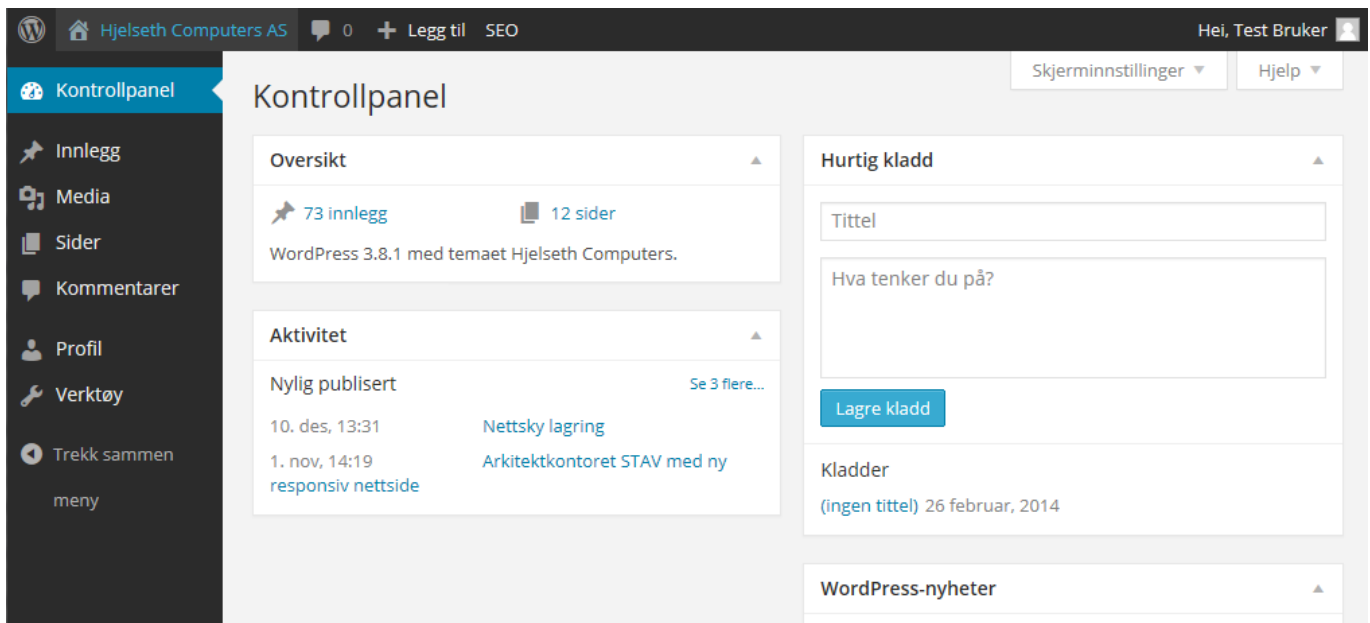 Hjelseth Computers AS 0 + Legg til SEO Hei, Test Bruker
Skjerminnstillinger Hjelp
Kontrollpanel
Innlegg
Media
Sider
Kommentarer
Profil
Verktøy
Trekk sammen
meny
Kontrollpanel
Oversikt
73 innlegg 12 sider
WordPress 3.8.1 med temaet Hjelseth Computers.
Aktivitet
Nylig publisert Se 3 flere...
10. des, 13:31 Nettsky lagring
1. nov, 14:19 Arkitektkontoret STAV med ny
responsiv nettside
Hurtig kladd
Tittel
Hva tenker du på?
Lagre kladd
Kladder
(ingen tittel) 26 februar, 2014
WordPress-nyheter